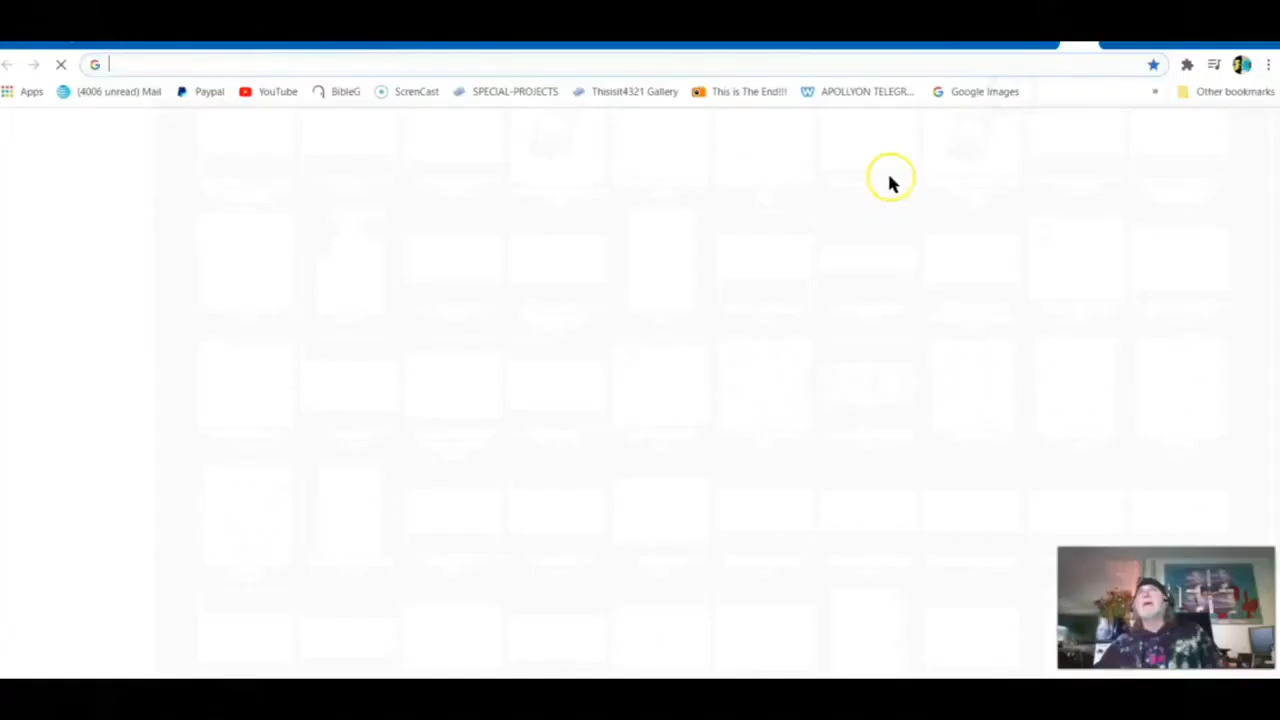 Apps (4006 unread) Mail Paypal YouTube BibleG ScrenCast SPECIAL-PROJECTS Thisisit4321 Gallery This is The End!!! APOLLYON TELEGR... Google Images » Other bookmarks